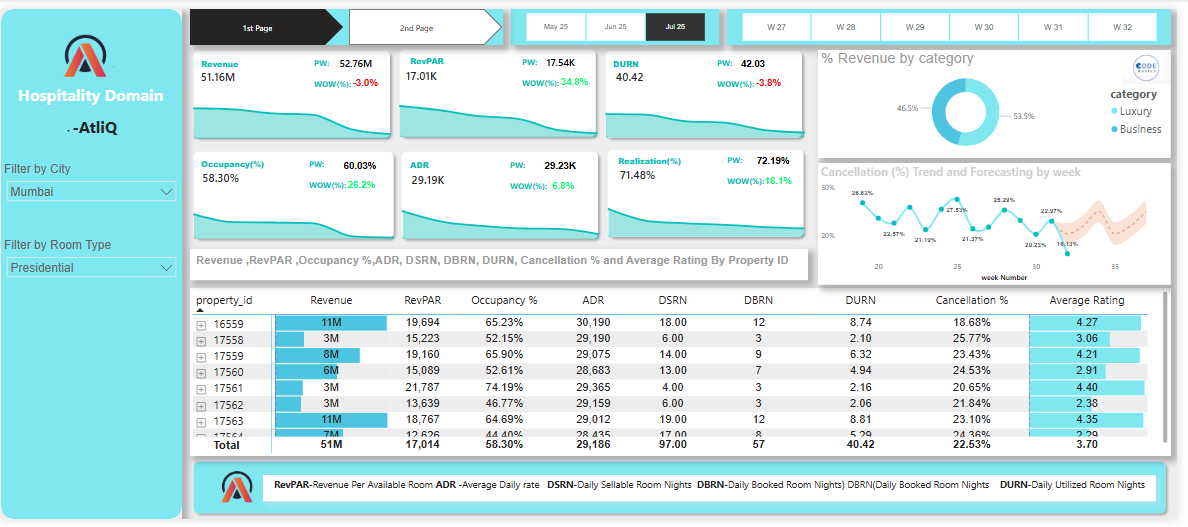 1st Page
2nd Page
May 25
Jun 25
Jul 25
W 27
W 28
W 29
W 30
W 31
W 32
Hospitality Domain
. -AtliQ
Filter by City
Mumbai
Filter by Room Type
Presidential
Revenue
PW: 52.76M
51.16M
WOW(%): -3.0%
RevPAR
PW: 17.54K
17.01K
WOW(%):34.8%
DURN
PW: 42.03
40.42
WOW(%): -3.8%
Occupancy(%)
PW: 60.03%
58.30%
WOW(%):26.2%
ADR
PW: 29.23K
29.19K
WOW(%): 6.8%
Realization(%)
PW: 72.19%
71.48%
WOW(%):16.1%
% Revenue by category
CODE
BASICS
46.5%
53.5%
category
Luxury
Business
Cancellation (%) Trend and Forecasting by week
30%
20%
26.82%
22.57%
21.19%
27.53%
21.37%
25.29%
20.23%
22.97%
16.13%
20
25
30
35
week Number
Revenue ,RevPAR ,Occupancy %,ADR, DSRN, DBRN, DURN, Cancellation % and Average Rating By Property ID
property_id Revenue RevPAR Occupancy % ADR DSRN DBRN DURN Cancellation % Average Rating
16559 11M 19,694 65.23% 30,190 18.00 12 8.74 18.68% 4.27
17558 3M 15,223 52.15% 29,190 6.00 3 2.10 25.77% 3.06
17559 8M 19,160 65.90% 29,075 14.00 9 6.32 23.43% 4.21
17560 6M 15,089 52.61% 28,683 13.00 7 4.94 24.53% 2.91
17561 3M 21,787 74.19% 29,365 4.00 3 2.16 20.65% 4.40
17562 3M 13,639 46.77% 29,159 6.00 3 2.06 21.84% 2.38
17563 11M 18,767 64.69% 29,012 19.00 12 8.81 23.10% 4.35
17564 7M 12,626 44.40% 28,435 17.00 8 5.29 24.36% 2.29
Total 51M 17,014 58.30% 29,186 97.00 57 40.42 22.53% 3.70
RevPAR-Revenue Per Available Room ADR -Average Daily rate DSRN-Daily Sellable Room Nights DBRN-Daily Booked Room Nights) DBRN(Daily Booked Room Nights DURN-Daily Utilized Room Nights